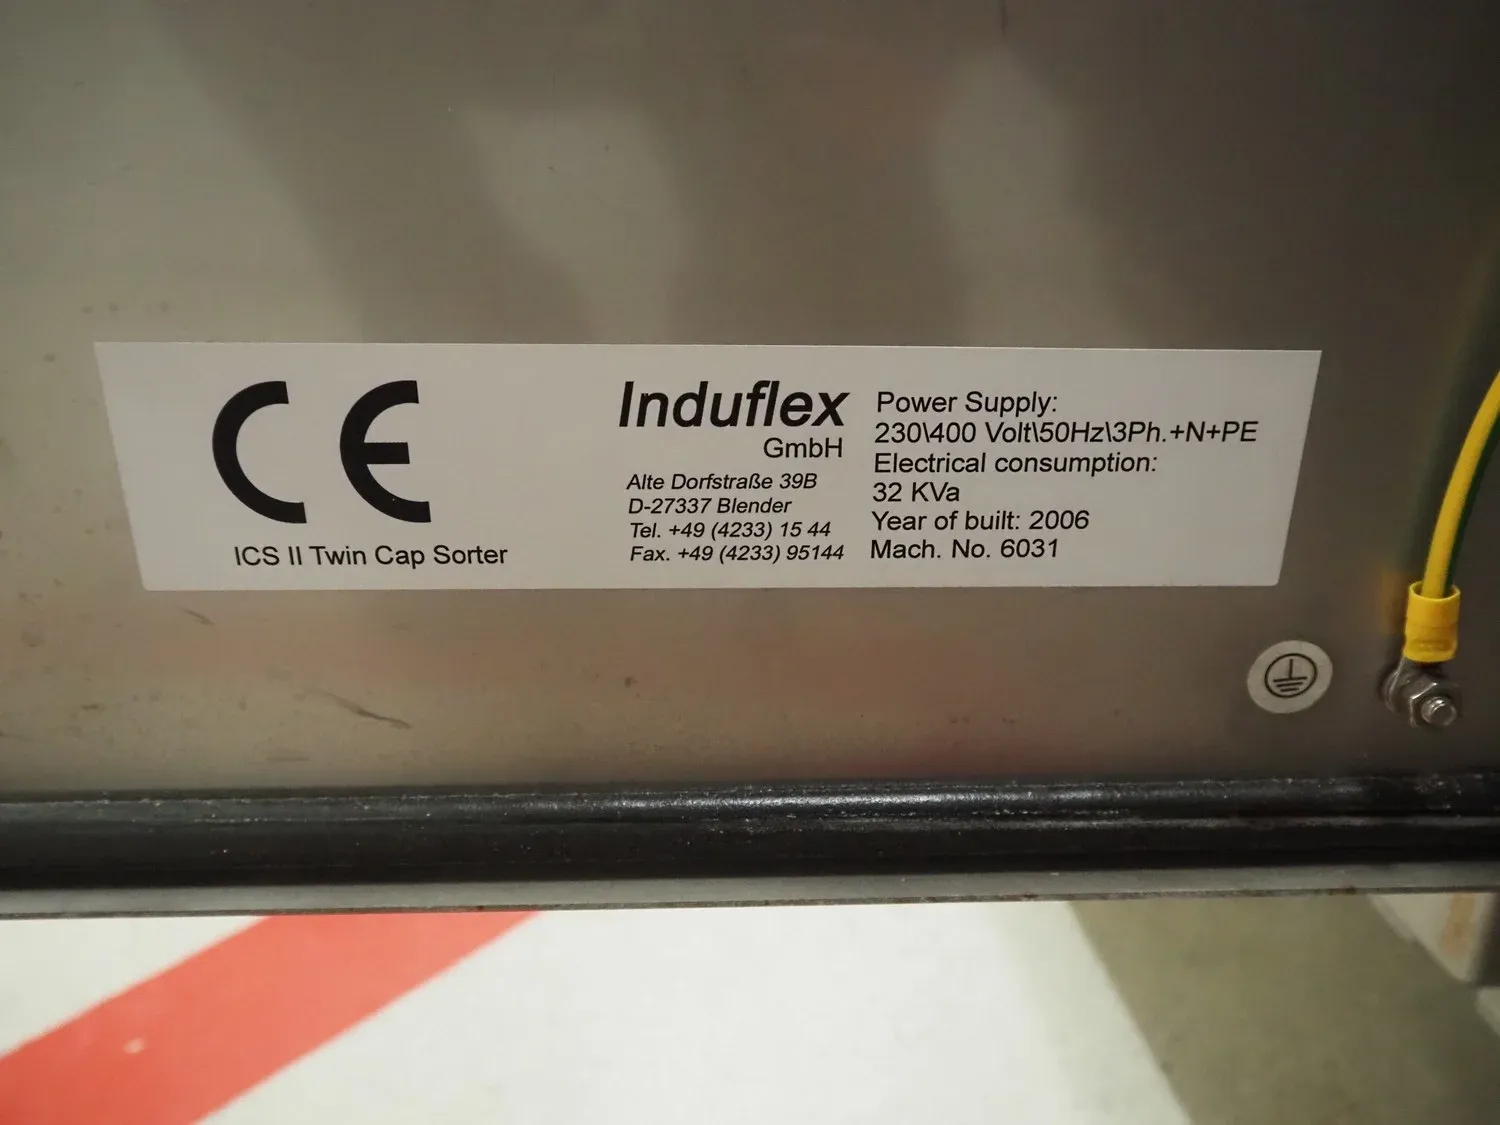 CE
ICS II Twin Cap Sorter
Induflex
GmbH
Alte Dorfstraße 39B
D-27337 Blender
Tel. +49 (4233) 15 44
Fax. +49 (4233) 95144
Power Supply:
230\400 Volt\50Hz\3Ph.+N+PE
Electrical consumption:
32 KVa
Year of built: 2006
Mach. No. 6031